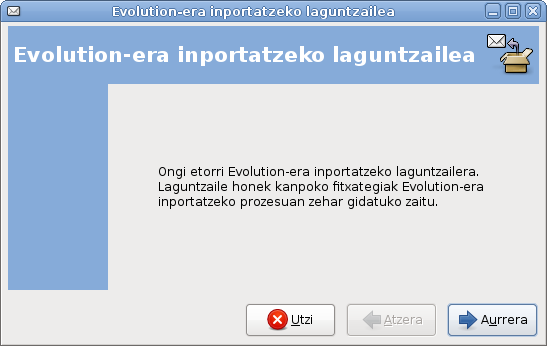 Evolution-era inportatzeko laguntzailea
Evolution-era inportatzeko laguntzailea
Ongi etorri Evolution-era inportatzeko laguntzailera.
Laguntzaile honek kanpoko fitxategiak Evolution-era
inportatzeko prozesuan zehar gidatuko zaitu.
Utzi
Atzera
Aurrera